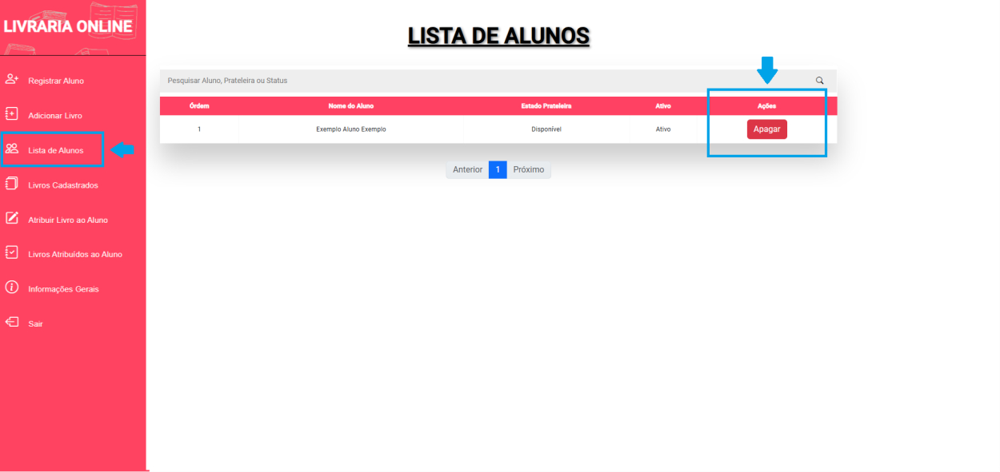 LIVRARIA ONLINE
Registrar Aluno
Adicionar Livro
Lista de Alunos
Livros Cadastrados
Atribuir Livro ao Aluno
Livros Atribuídos ao Aluno
Informações Gerais
Sair
LISTA DE ALUNOS
Pesquisar Aluno, Prateleira ou Status
Órdem Nome do Aluno Estado Prateleira Ativo Ações
1 Exemplo Aluno Exemplo Disponível Ativo Apagar
Anterior 1 Próximo